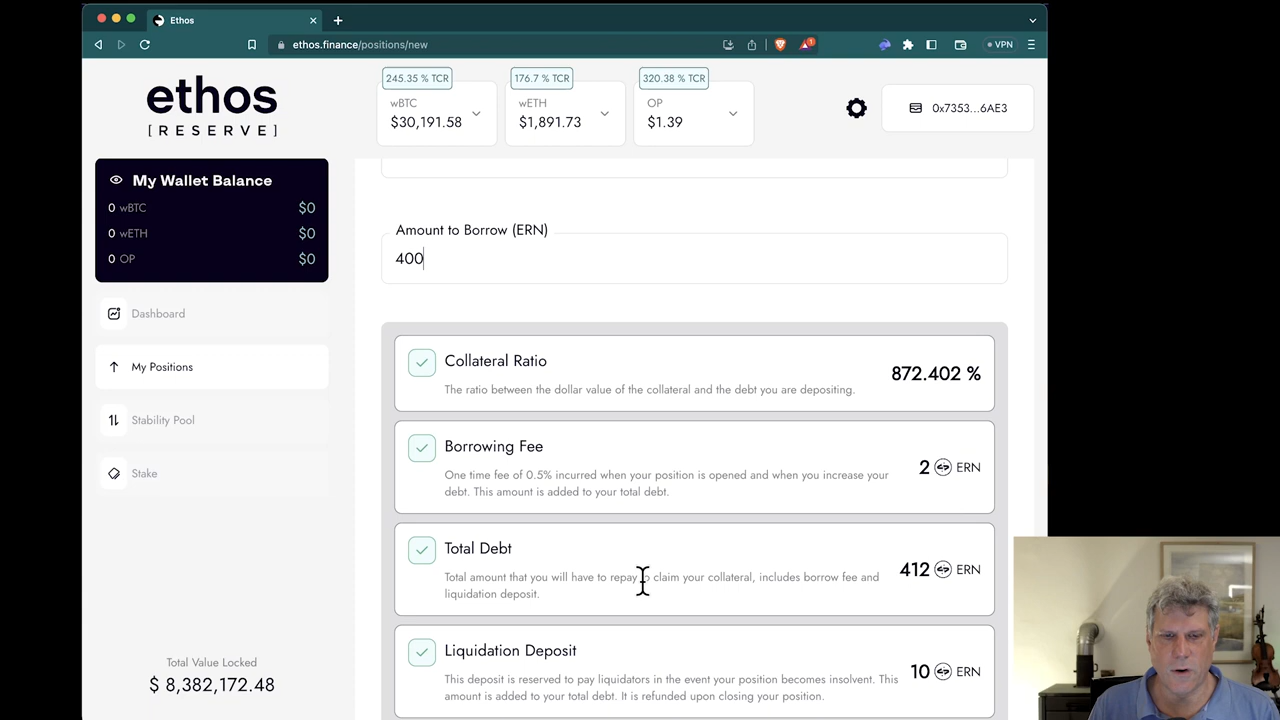 Ethos
ethos.finance/positions/new
VPN
ethos
[RESERVE]
245.35 % TCR
wBTC
$30,191.58
176.7 % TCR
wETH
$1,891.73
320.38 % TCR
OP
$1.39
0x7353...6AE3
My Wallet Balance
0 wBTC $0
0 wETH $0
0 OP $0
Dashboard
My Positions
Stability Pool
Stake
Total Value Locked
$ 8,382,172.48
Amount to Borrow (ERN)
400
Collateral Ratio
The ratio between the dollar value of the collateral and the debt you are depositing.
872.402 %
Borrowing Fee
One time fee of 0.5% incurred when your position is opened and when you increase your
debt. This amount is added to your total debt.
2 ERN
Total Debt
Total amount that you will have to repay to claim your collateral, includes borrow fee and
liquidation deposit.
412 ERN
Liquidation Deposit
This deposit is reserved to pay liquidators in the event your position becomes insolvent. This
amount is added to your total debt. It is refunded upon closing your position.
10 ERN